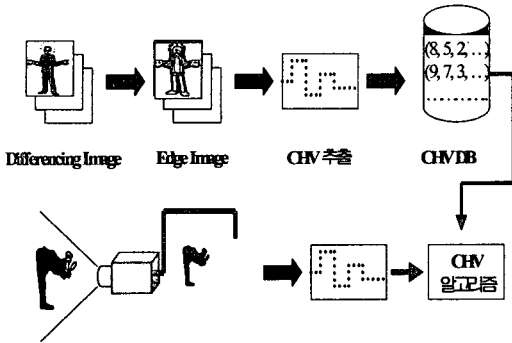 (8, 5, 2, ...)
(9, 7, 3, ...)
...............
Differencing Image
Edge Image
CHV 추출
CHV DB
CHV
알고리즘